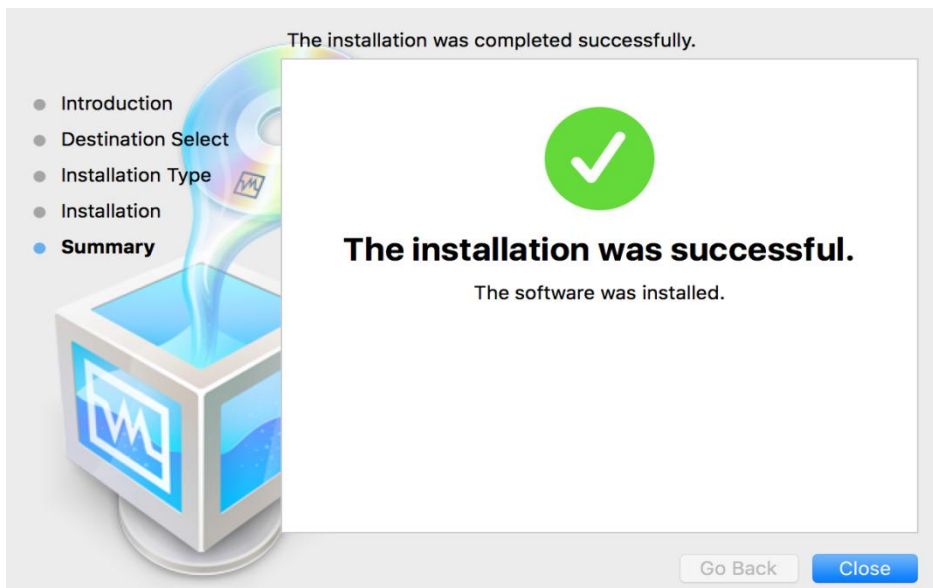 The installation was completed successfully.
Introduction
Destination Select
Installation Type
Installation
Summary
The installation was successful.
The software was installed.
Go Back
Close